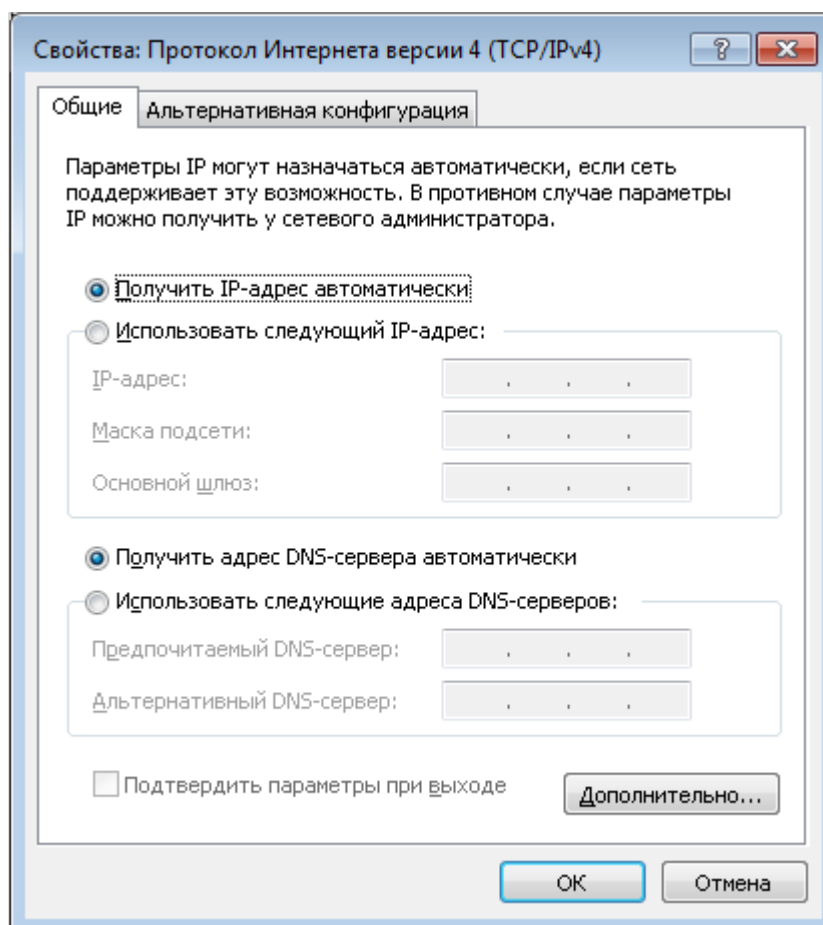 Свойства: Протокол Интернета версии 4 (TCP/IPv4)
Общие
Альтернативная конфигурация
Параметры IP могут назначаться автоматически, если сеть
поддерживает эту возможность. В противном случае параметры
IP можно получить у сетевого администратора.
Получить IP-адрес автоматически
Использовать следующий IP-адрес:
IP-адрес:
Маска подсети:
Основной шлюз:
Получить адрес DNS-сервера автоматически
Использовать следующие адреса DNS-серверов:
Предпочитаемый DNS-сервер:
Альтернативный DNS-сервер:
Подтвердить параметры при выходе
Дополнительно...
ОК
Отмена